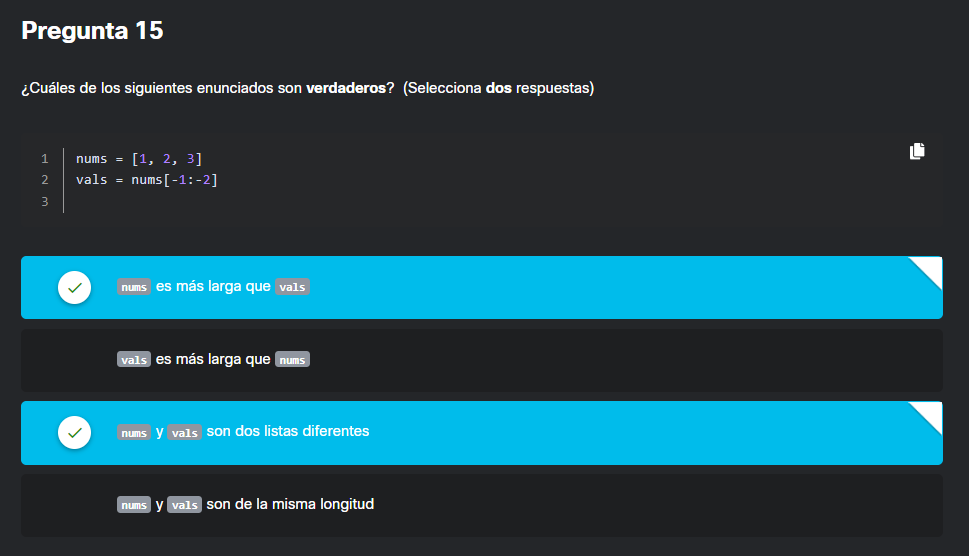 Pregunta 15
¿Cuáles de los siguientes enunciados son verdaderos? (Selecciona dos respuestas)
1 nums = [1, 2, 3]
2 vals = nums[-1:-2]
3
nums es más larga que vals
vals es más larga que nums
nums y vals son dos listas diferentes
nums y vals son de la misma longitud